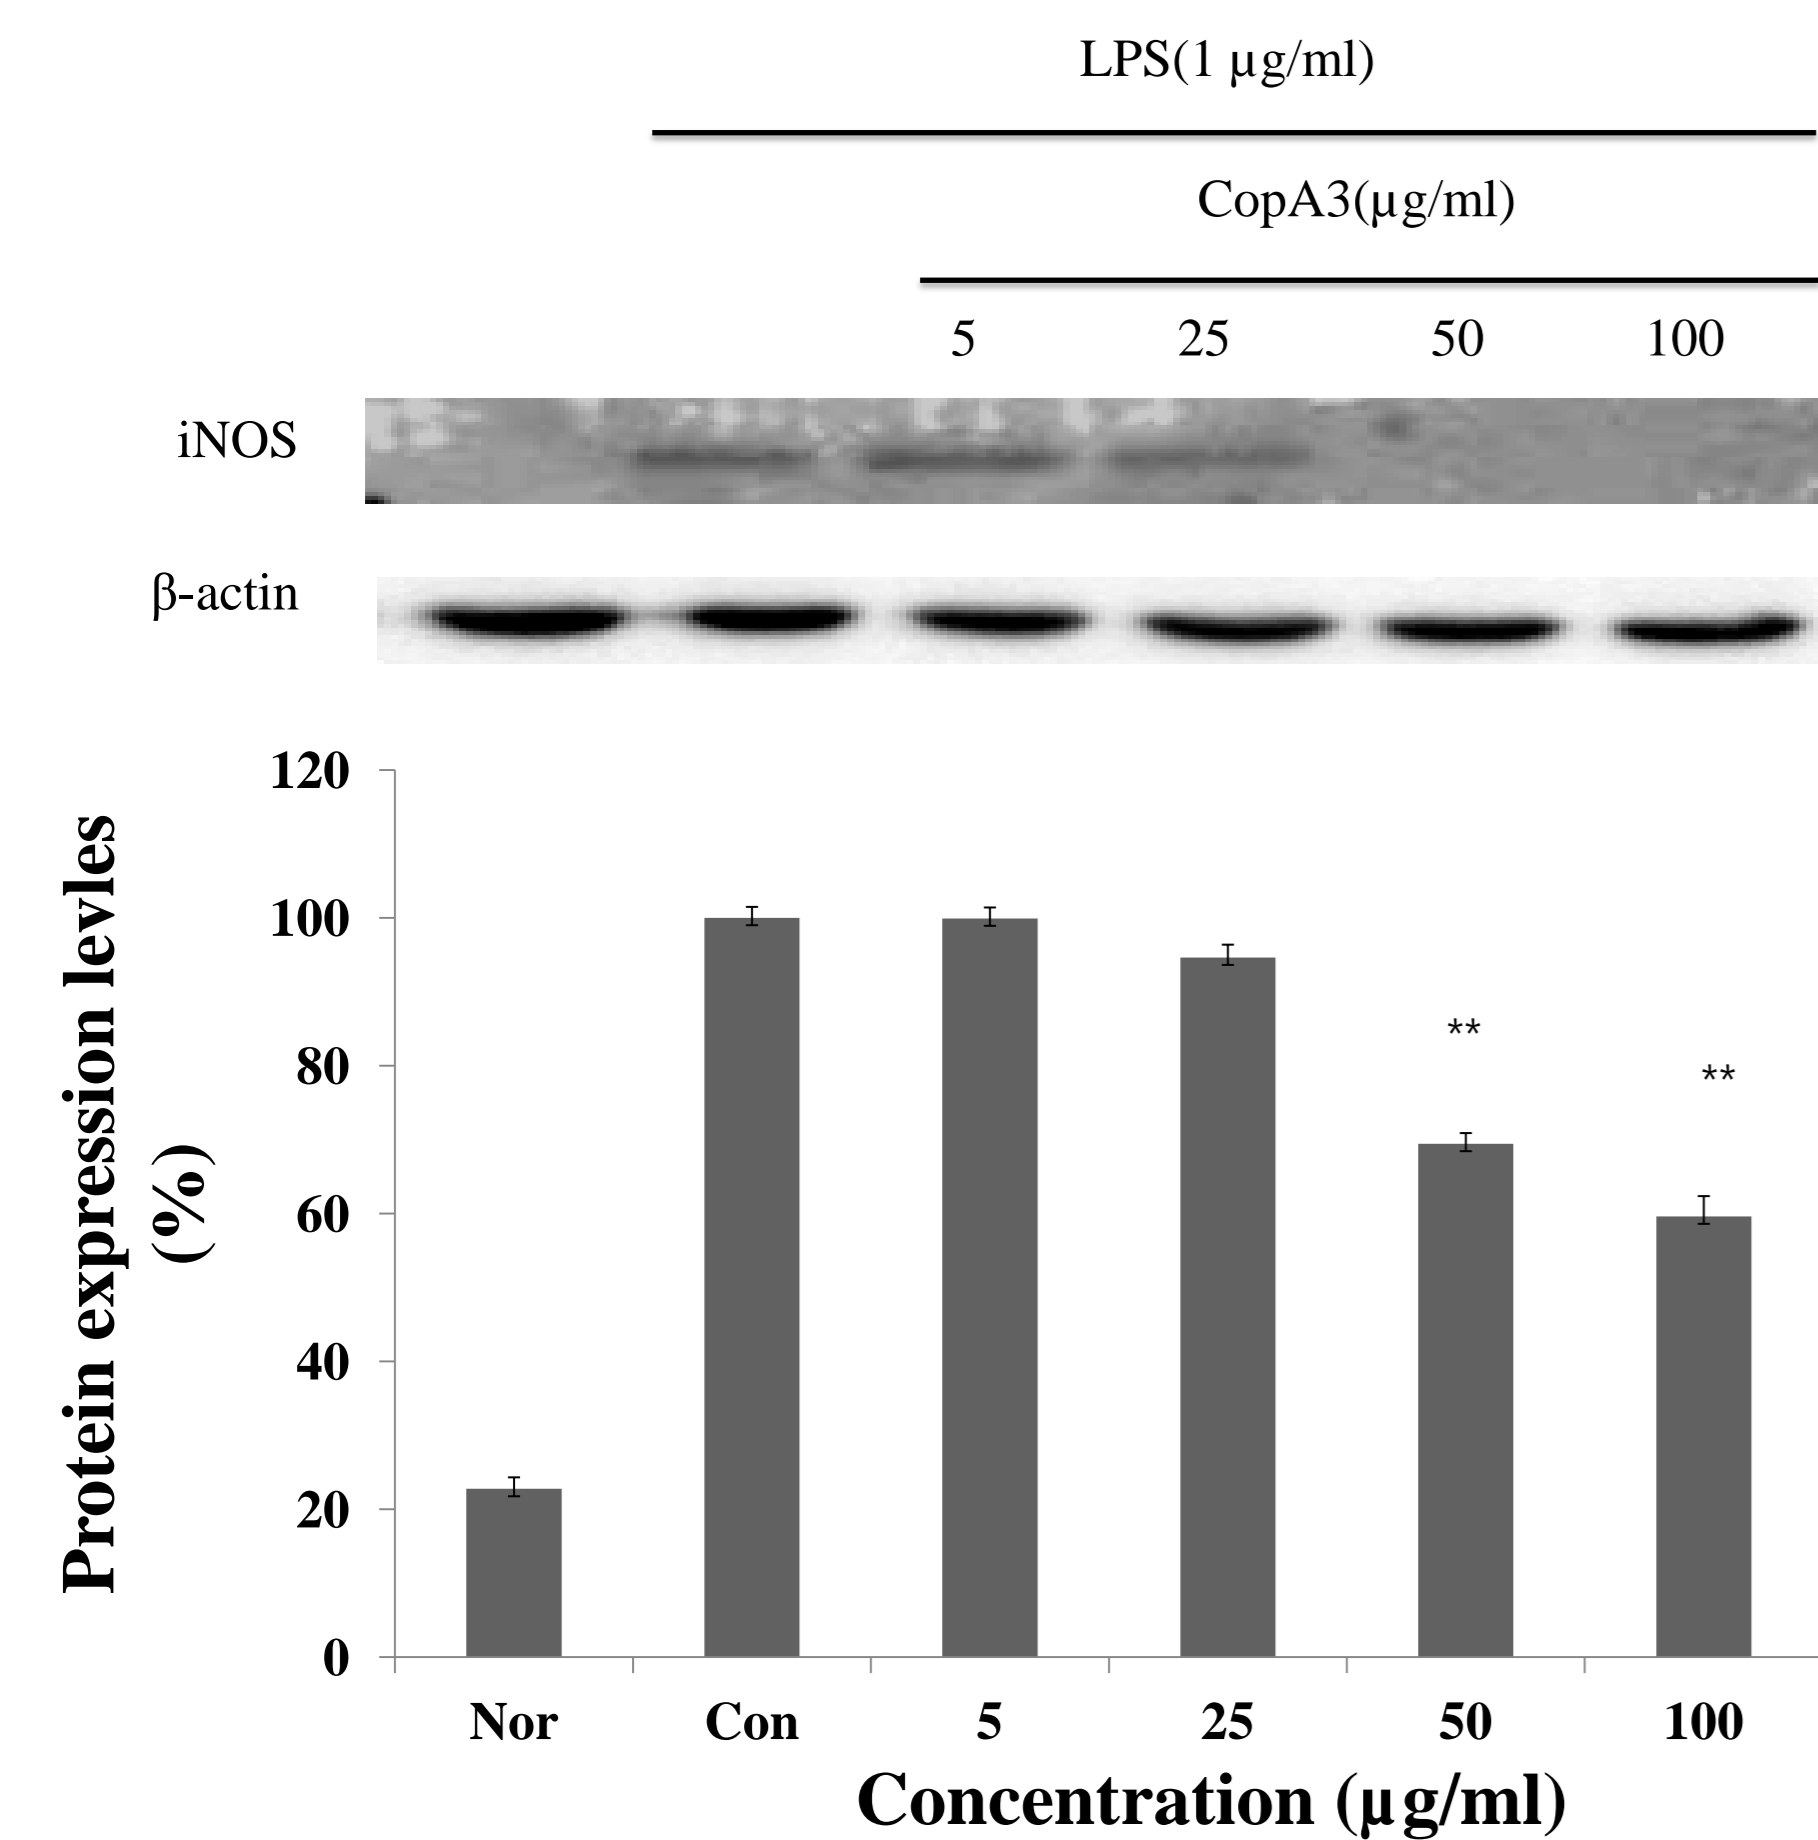 LPS(1 µg/ml)
CopA3(µg/ml)
5 25 50 100
iNOS
β-actin
Protein expression levles
(%)
120
100
80
60
40
20
0
**
**
Nor Con 5 25 50 100
Concentration (µg/ml)